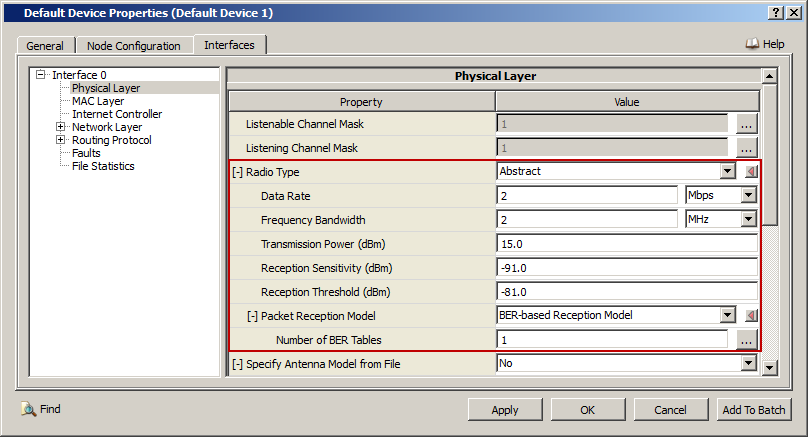 Default Device Properties (Default Device 1)
General Node Configuration Interfaces Help
Interface 0
Physical Layer
MAC Layer
Internet Controller
Network Layer
Routing Protocol
Faults
File Statistics
Physical Layer
Property Value
Listenable Channel Mask 1 ...
Listening Channel Mask 1 ...
[-] Radio Type Abstract
Data Rate 2 Mbps
Frequency Bandwidth 2 MHz
Transmission Power (dBm) 15.0
Reception Sensitivity (dBm) -91.0
Reception Threshold (dBm) -81.0
[-] Packet Reception Model BER-based Reception Model
Number of BER Tables 1 ...
[-] Specify Antenna Model from File No
Find Apply OK Cancel Add To Batch